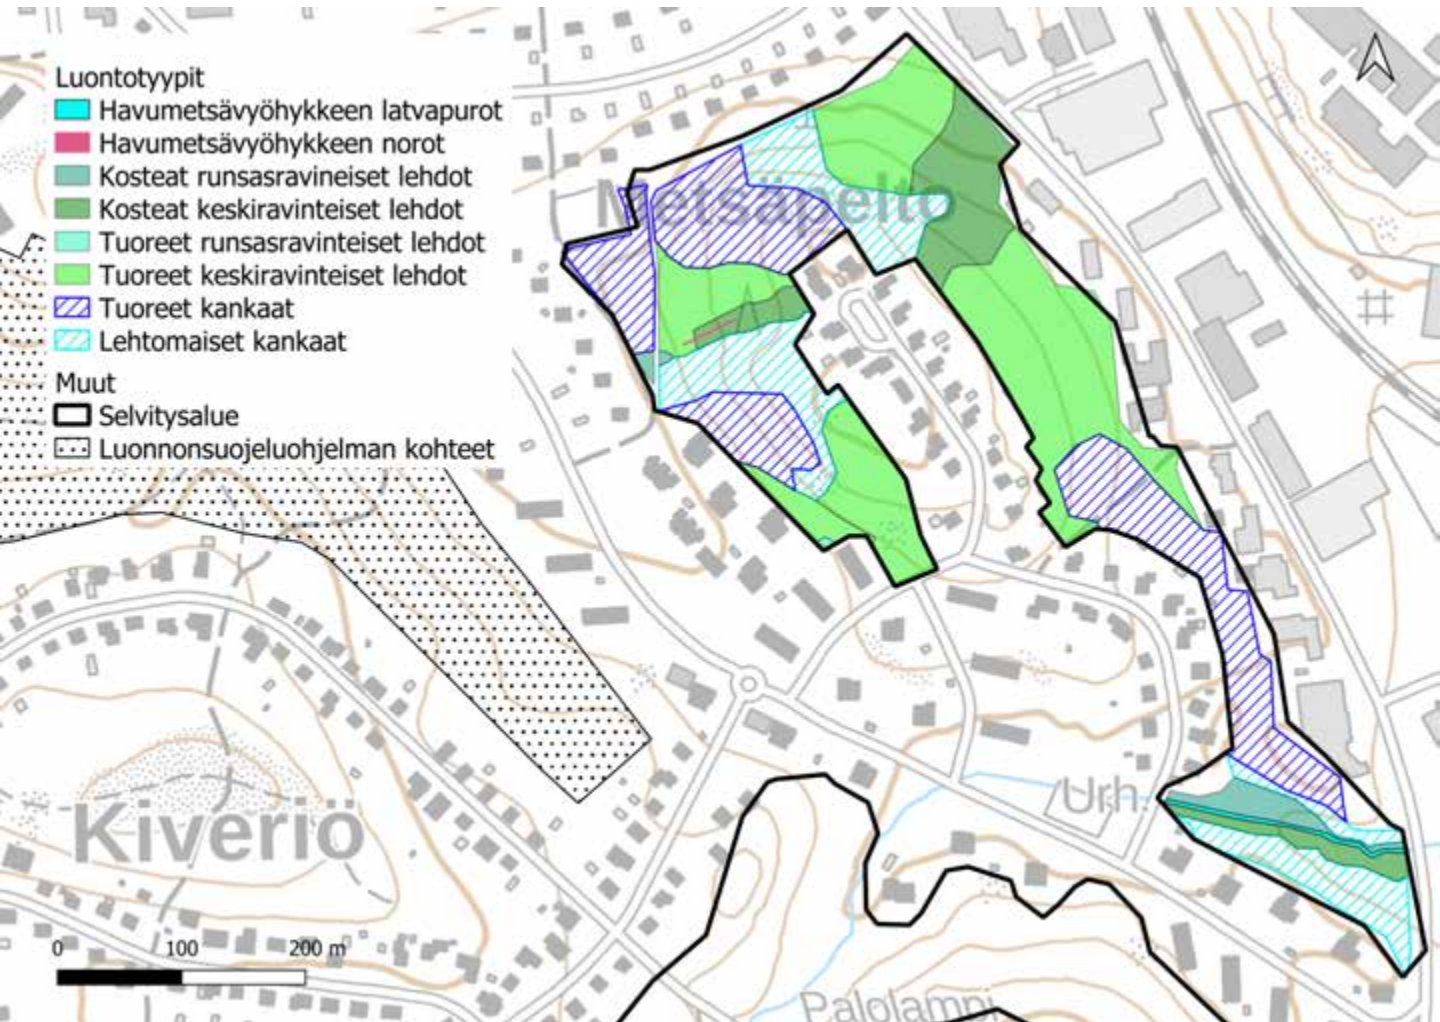 Luontotyypit
Havumetsävyöhykkeen latvapurot
Havumetsävyöhykkeen norot
Kosteat runsasravineiset lehdot
Kosteat keskiravinteiset lehdot
Tuoreet runsasravinteiset lehdot
Tuoreet keskiravinteiset lehdot
Tuoreet kankaat
Lehtomaiset kankaat
Muut
Selvitysalue
Luonnonsuojeluohjelman kohteet
Metsäpelto
Urh.
Kiveriö
0 100 200 m
Palolampi